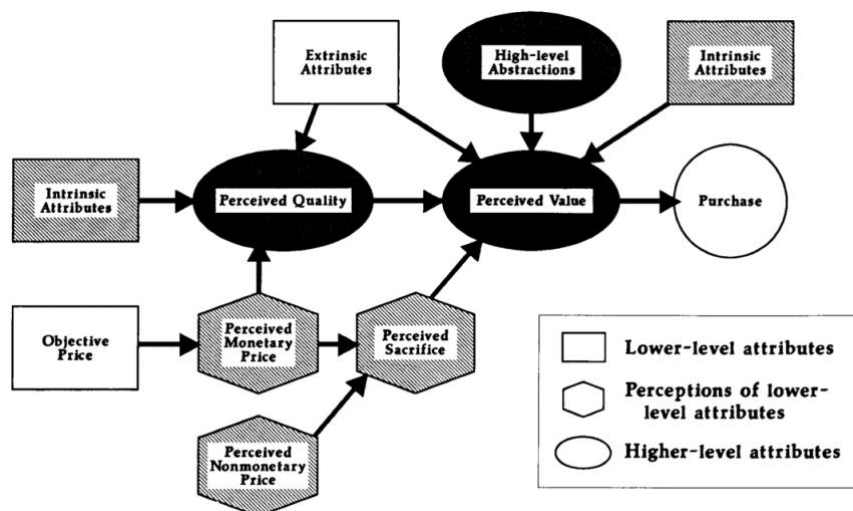 Extrinsic
Attributes
High-level
Abstractions
Intrinsic
Attributes
Intrinsic
Attributes
Perceived Quality
Perceived Value
Purchase
Objective
Price
Perceived
Monetary
Price
Perceived
Sacrifice
Perceived
Nonmonetary
Price
Lower-level attributes
Perceptions of lower-
level attributes
Higher-level attributes